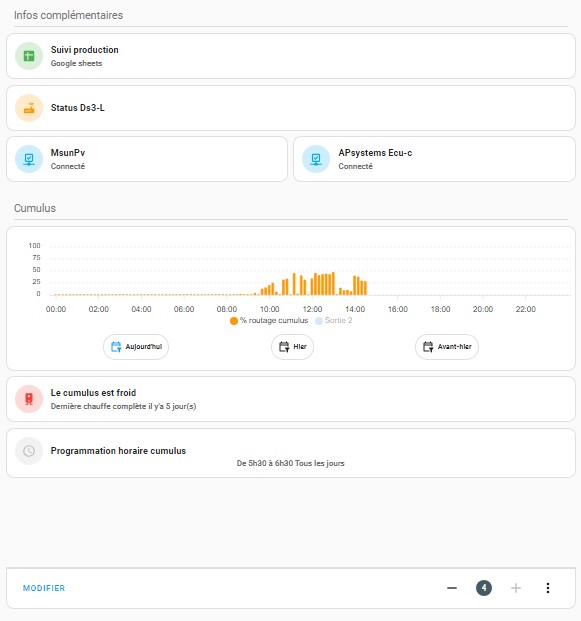 Infos complémentaires
Suivi production
Google sheets
Status Ds3-L
MsunPv
Connecté
APsystems Ecu-c
Connecté
Cumulus
100
75
50
25
0
00:00 02:00 04:00 06:00 08:00 10:00 12:00 14:00 16:00 18:00 20:00 22:00
% routage cumulus Sortie 2
Aujourd'hui Hier Avant-hier
Le cumulus est froid
Dernière chauffe complète il y'a 5 jour(s)
Programmation horaire cumulus
De 5h30 à 6h30 Tous les jours
MODIFIER 4